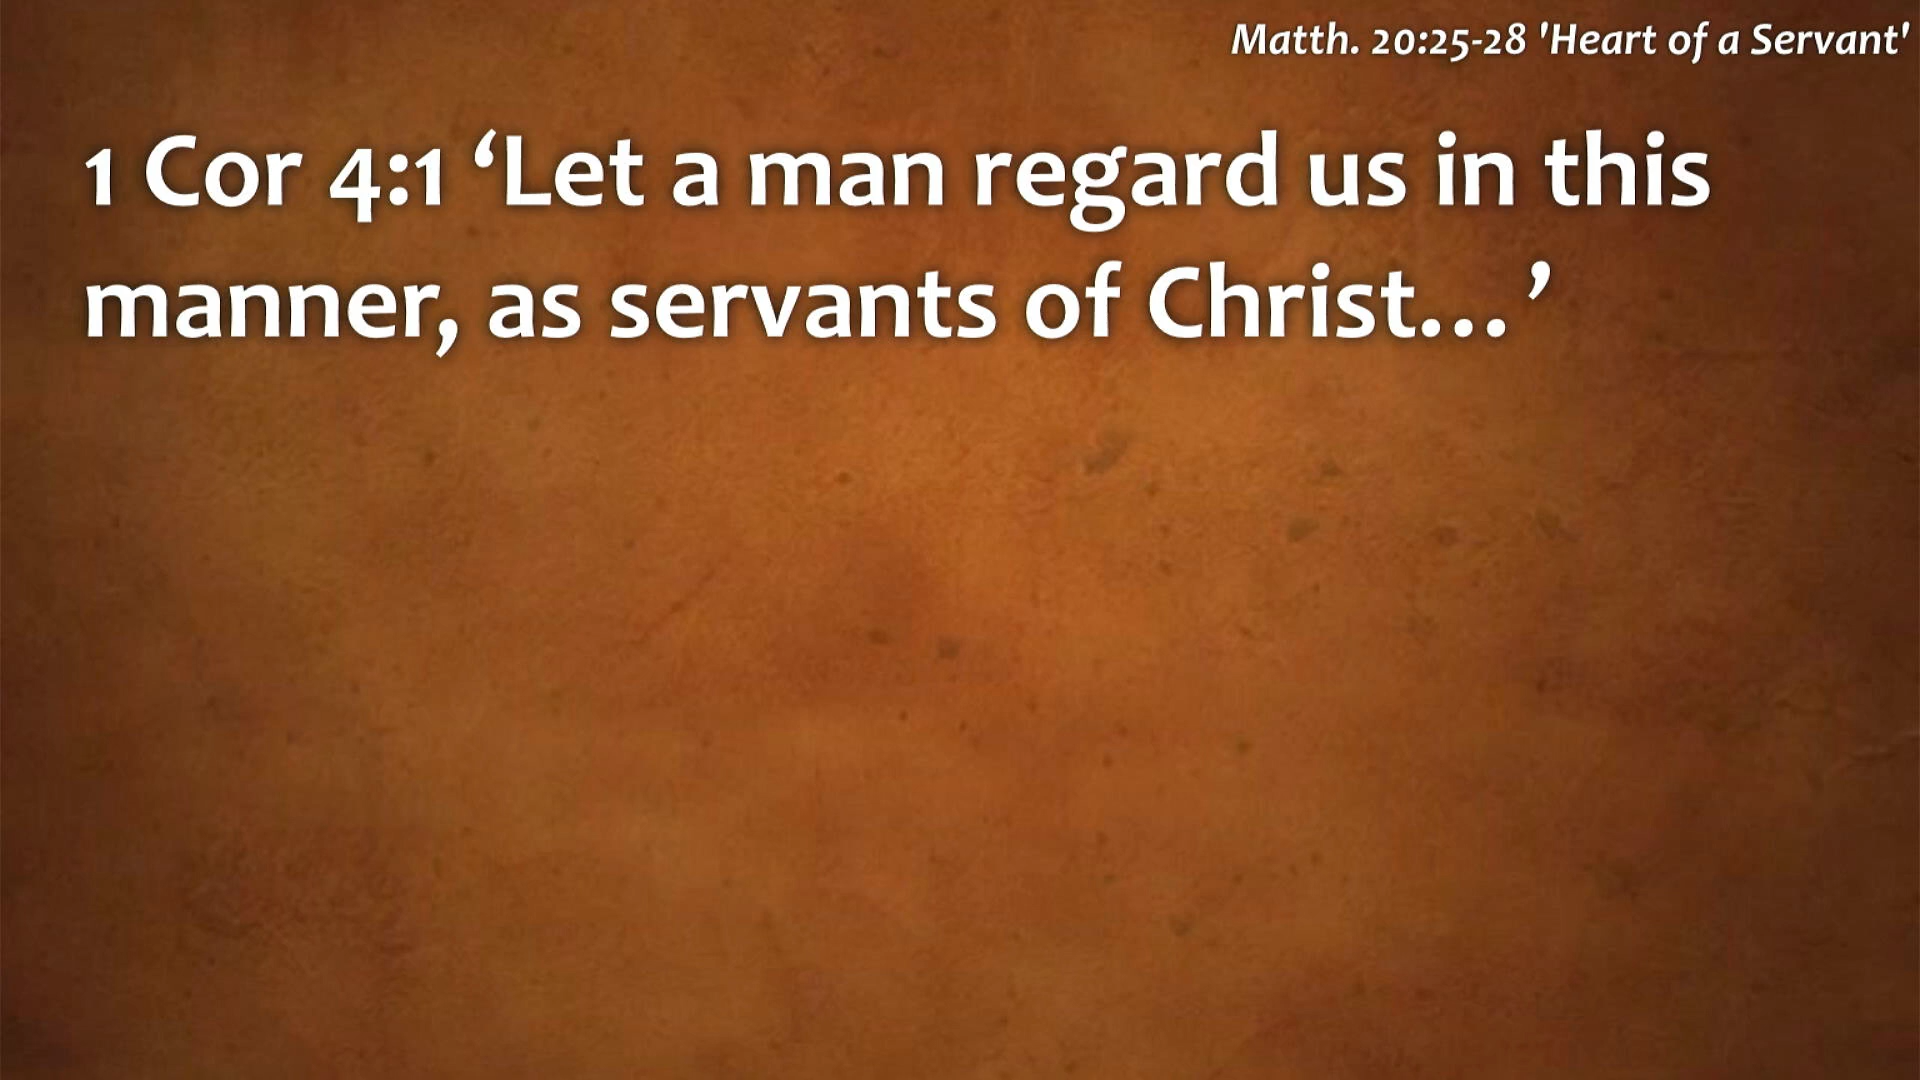 Matth. 20:25-28 'Heart of a Servant'
1 Cor 4:1 ‘Let a man regard us in this
manner, as servants of Christ…’